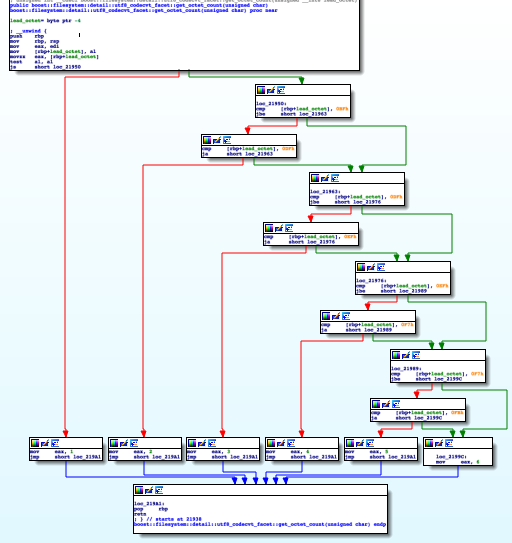 public boost::filesystem::detail::utf8_codecvt_facet::get_octet_count(unsigned char)
boost::filesystem::detail::utf8_codecvt_facet::get_octet_count(unsigned char) proc near
lead_octet= byte ptr -4
; __unwind {
push rbp
mov rbp, rsp
mov eax, edi
mov [rbp+lead_octet], al
movzx eax, [rbp+lead_octet]
test al, al
js short loc_21950
loc_21950:
cmp [rbp+lead_octet], 0BFh
jbe short loc_21963
cmp [rbp+lead_octet], 0DFh
ja short loc_21963
loc_21963:
cmp [rbp+lead_octet], 0DFh
jbe short loc_21976
cmp [rbp+lead_octet], 0EFh
ja short loc_21976
loc_21976:
cmp [rbp+lead_octet], 0EFh
jbe short loc_21989
cmp [rbp+lead_octet], 0F7h
ja short loc_21989
loc_21989:
cmp [rbp+lead_octet], 0F7h
jbe short loc_2199C
cmp [rbp+lead_octet], 0FBh
ja short loc_2199C
mov eax, 1
jmp short loc_219A1
mov eax, 2
jmp short loc_219A1
mov eax, 3
jmp short loc_219A1
mov eax, 4
jmp short loc_219A1
mov eax, 5
jmp short loc_219A1
loc_2199C:
mov eax, 6
loc_219A1:
pop rbp
retn
; } // starts at 21938
boost::filesystem::detail::utf8_codecvt_facet::get_octet_count(unsigned char) endp